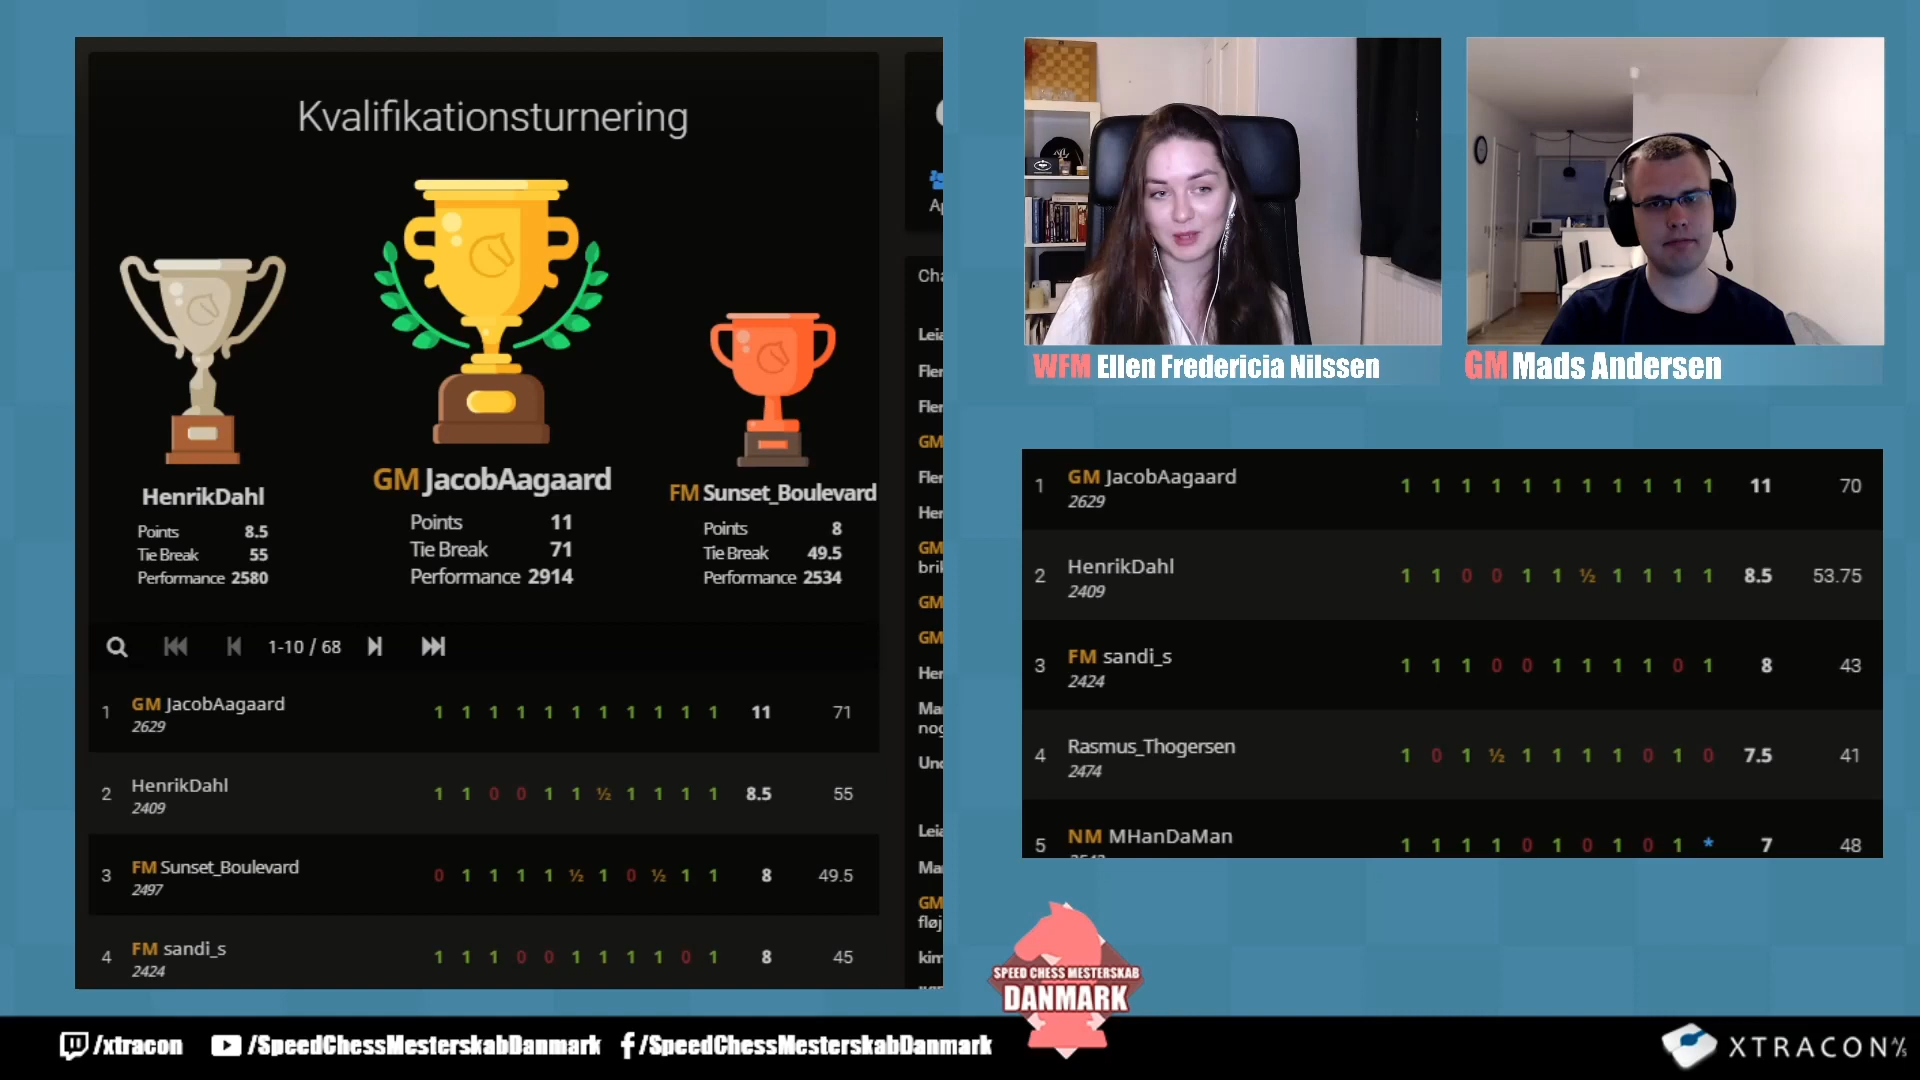 Kvalifikationsturnering
HenrikDahl
Points 8.5
Tie Break 55
Performance 2580
GM JacobAagaard
Points 11
Tie Break 71
Performance 2914
FM Sunset_Boulevard
Points 8
Tie Break 49.5
Performance 2534
1-10 / 68
1 GM JacobAagaard 1 1 1 1 1 1 1 1 1 1 1 11 71
2629
2 HenrikDahl 1 1 0 0 1 1 ½ 1 1 1 1 8.5 55
2409
3 FM Sunset_Boulevard 0 1 1 1 1 ½ 1 0 ½ 1 1 8 49.5
2497
4 FM sandi_s 1 1 1 0 0 1 1 1 1 0 1 8 45
2424
GM
GM
brik
GM
GM
GM
WFM Ellen Fredericia Nilssen
GM Mads Andersen
1 GM JacobAagaard 1 1 1 1 1 1 1 1 1 1 1 11 70
2629
2 HenrikDahl 1 1 0 0 1 1 ½ 1 1 1 1 8.5 53.75
2409
3 FM sandi_s 1 1 1 0 0 1 1 1 1 0 1 8 43
2424
4 Rasmus_Thogersen 1 0 1 ½ 1 1 1 1 0 1 0 7.5 41
2474
5 NM MHanDaMan 1 1 1 1 0 1 0 1 0 1 * 7 48
SPEED CHESS MESTERSKAB
DANMARK
/xtracon /SpeedChessMesterskabDanmark /SpeedChessMesterskabDanmark
XTRACON A/S